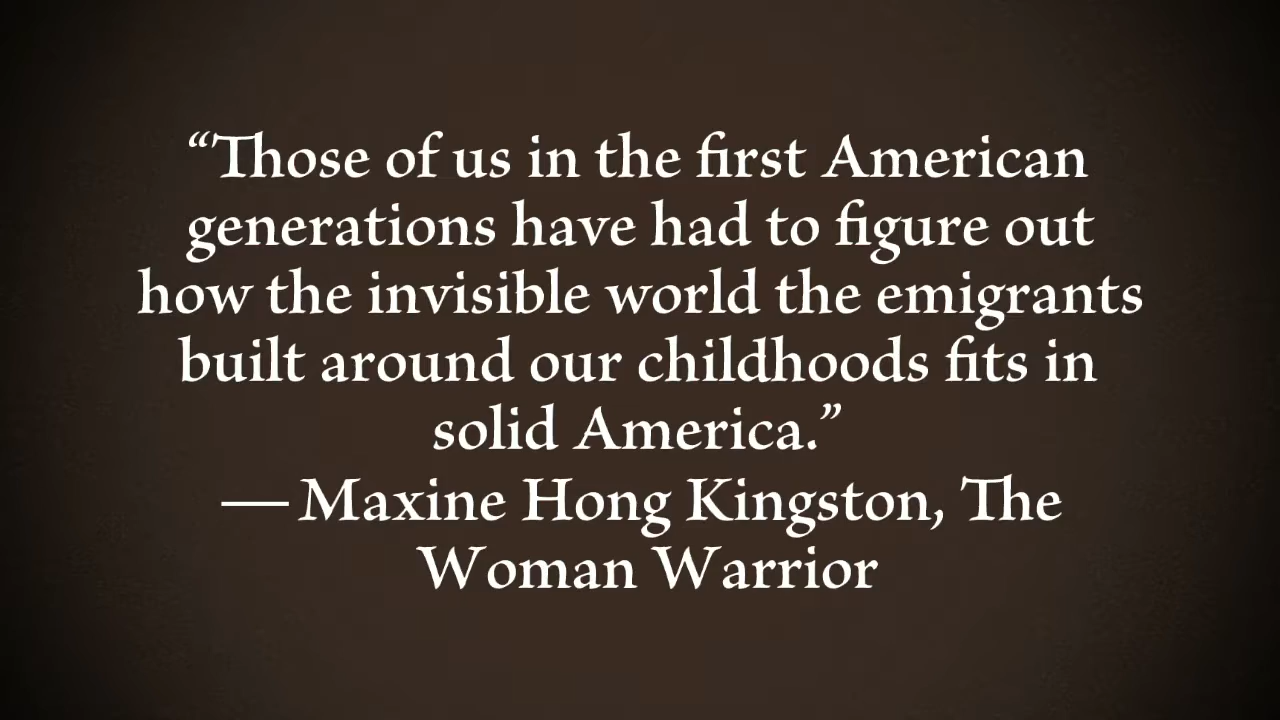 “Those of us in the first American
generations have had to figure out
how the invisible world the emigrants
built around our childhoods fits in
solid America.”
— Maxine Hong Kingston, The
Woman Warrior